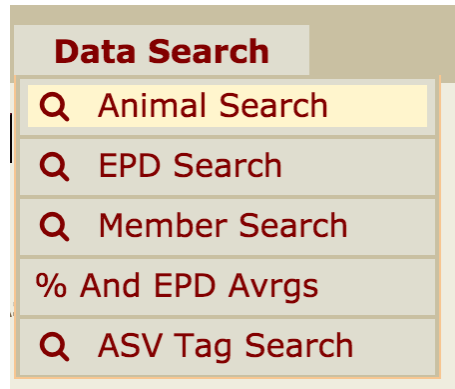 Data Search
Animal Search
EPD Search
Member Search
% And EPD Avrgs
ASV Tag Search